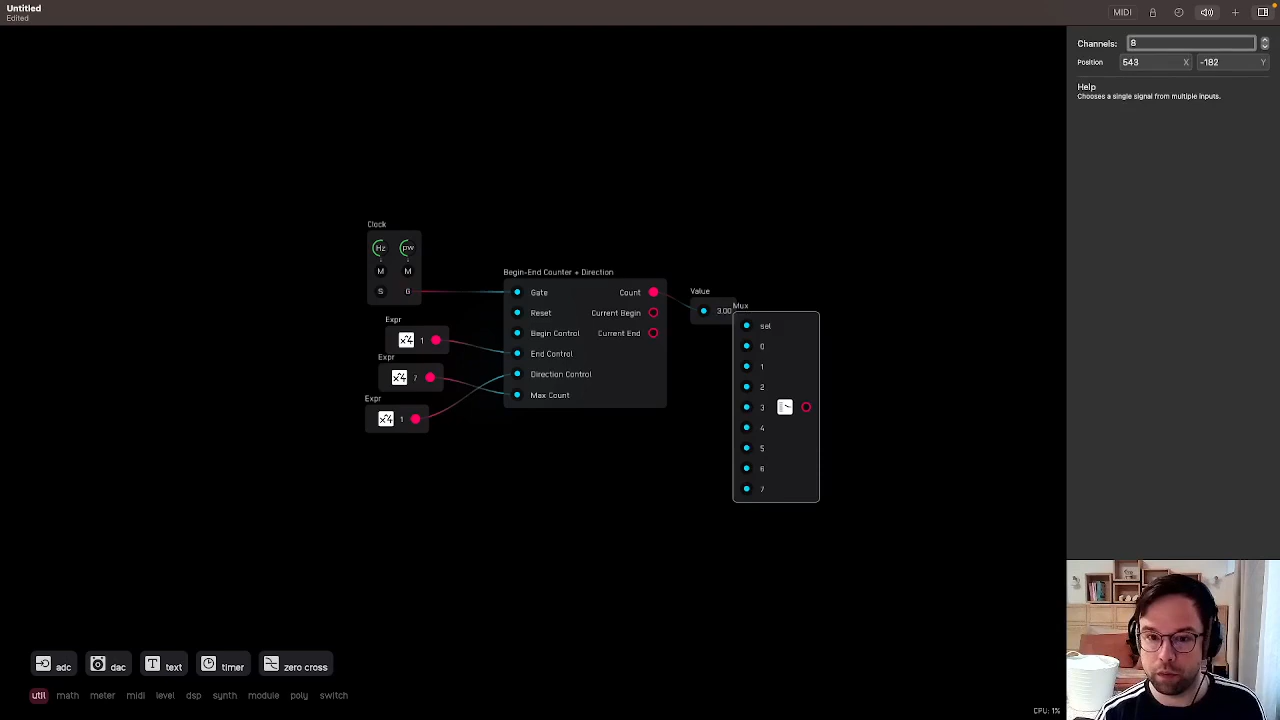 Untitled
Edited
MIDI
Channels: 8
Position 543 X -182 Y
Help
Chooses a single signal from multiple inputs.
Clock
Hz pw
M M
S G
Begin-End Counter + Direction
Gate Count
Reset Current Begin
Begin Control Current End
End Control
Direction Control
Max Count
Expr
1
Expr
7
Expr
1
Value
3.00
Mux
sel
0
1
2
3
4
5
6
7
adc dac text timer zero cross
util math meter midi level dsp synth module poly switch
CPU: 1%